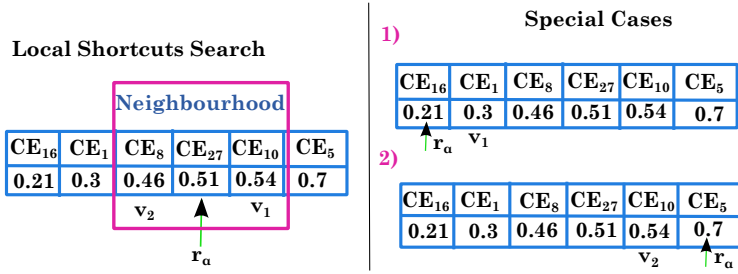 Local Shortcuts Search
Neighbourhood
CE₁₆ CE₁ CE₈ CE₂₇ CE₁₀ CE₅
0.21 0.3 0.46 0.51 0.54 0.7
v₂ v₁
rₐ
Special Cases
1)
CE₁₆ CE₁ CE₈ CE₂₇ CE₁₀ CE₅
0.21 0.3 0.46 0.51 0.54 0.7
rₐ v₁
2)
CE₁₆ CE₁ CE₈ CE₂₇ CE₁₀ CE₅
0.21 0.3 0.46 0.51 0.54 0.7
v₂ rₐ